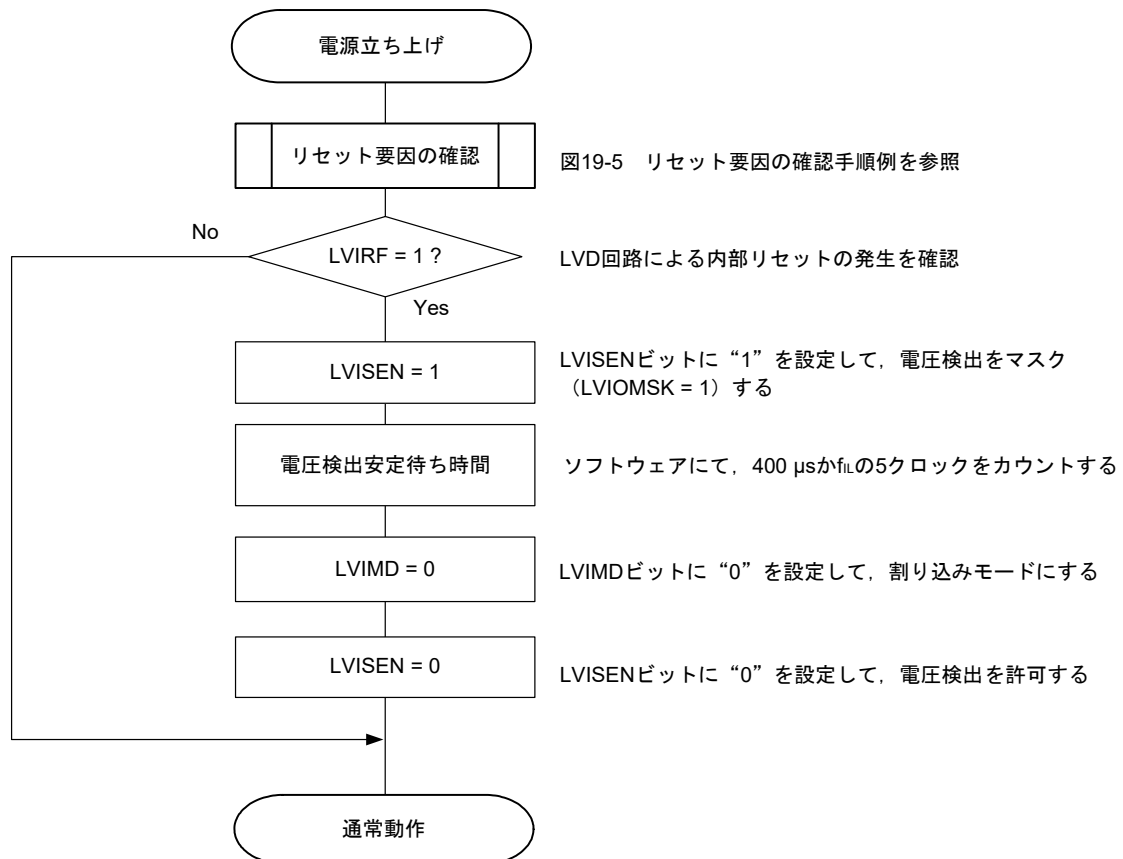 電源立ち上げ
リセット要因の確認
図19-5　リセット要因の確認手順例を参照
No
LVIRF = 1 ?
LVD回路による内部リセットの発生を確認
Yes
LVISEN = 1
LVISENビットに“1”を設定して，電圧検出をマスク
（LVIOMSK = 1）する
電圧検出安定待ち時間
ソフトウェアにて，400 µsかfILの5クロックをカウントする
LVIMD = 0
LVIMDビットに“0”を設定して，割り込みモードにする
LVISEN = 0
LVISENビットに“0”を設定して，電圧検出を許可する
通常動作